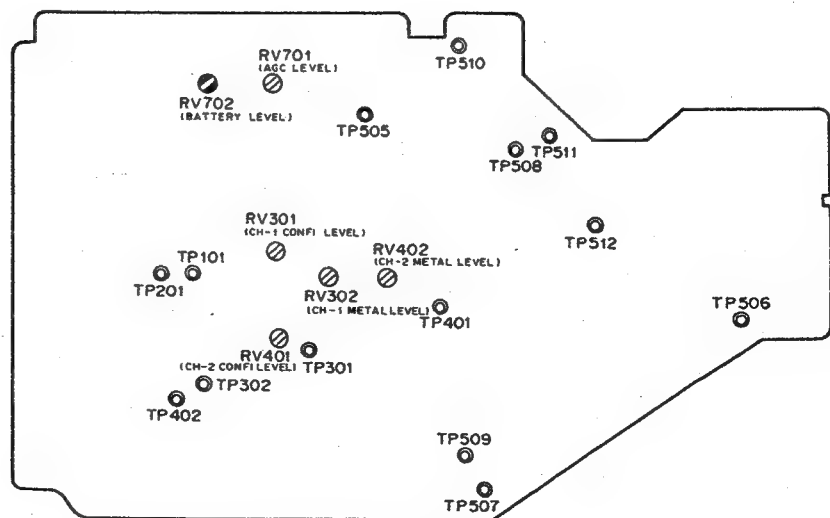 RV701
(AGC LEVEL)
TP510
RV702
(BATTERY LEVEL)
TP505
TP511
TP508
RV301
(CH-1 CONFI LEVEL)
RV402
(CH-2 METAL LEVEL)
TP512
TP101
TP201
RV302
(CH-1 METAL LEVEL)
TP401
TP506
RV401
(CH-2 CONFI LEVEL)
TP301
TP302
TP402
TP509
TP507